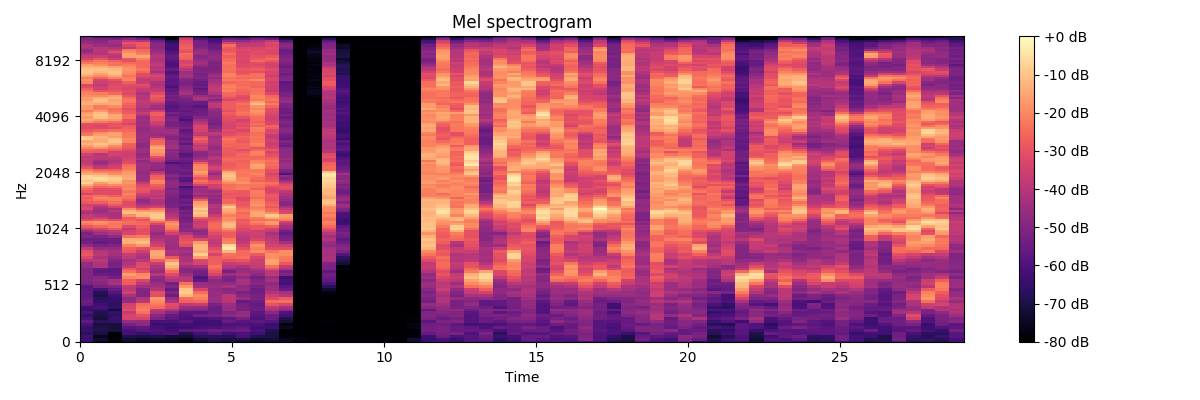 Mel spectrogram
Hz
8192
4096
2048
1024
512
0
0 5 10 15 20 25
Time
+0 dB
-10 dB
-20 dB
-30 dB
-40 dB
-50 dB
-60 dB
-70 dB
-80 dB